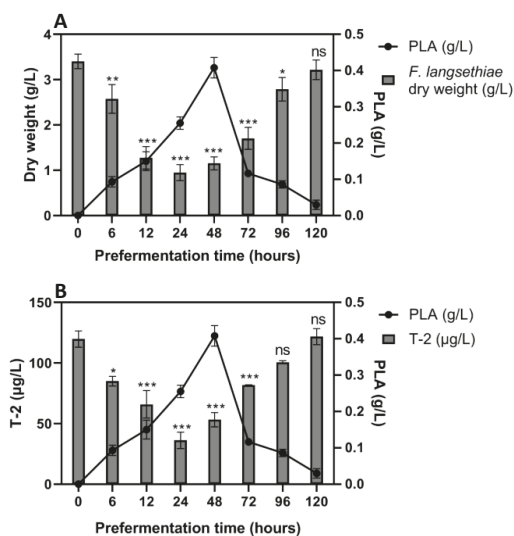 A
Dry weight (g/L)
4
3
2
1
0
**
***
***
***
***
*
ns
0.5
0.4
0.3
0.2
0.1
0.0
PLA (g/L)
0 6 12 24 48 72 96 120
Prefermentation time (hours)
PLA (g/L)
F. langsethiae
dry weight (g/L)
B
T-2 (µg/L)
150
100
50
0
*
***
***
***
***
ns
ns
0.5
0.4
0.3
0.2
0.1
0.0
PLA (g/L)
0 6 12 24 48 72 96 120
Prefermentation time (hours)
PLA (g/L)
T-2 (µg/L)